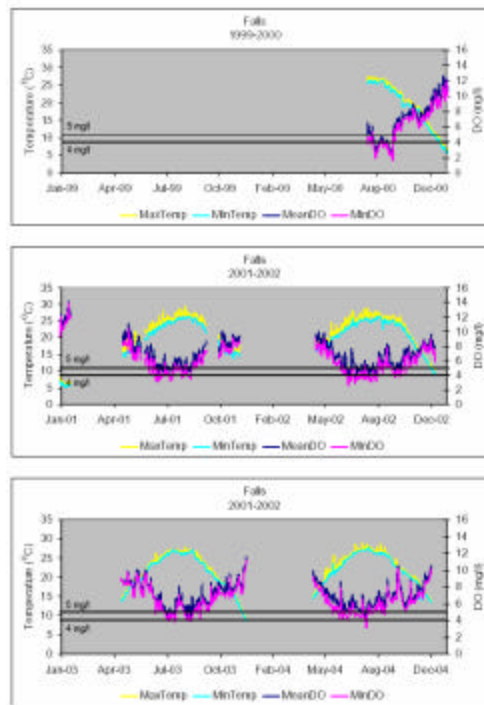 Falls
1999-2000
Temperature (°C)
35
30
25
20
15
10
5
0
5 mg/l
4 mg/l
16
14
12
10
8
6
4
2
0
DO (mg/l)
Jan-99 Apr-99 Jul-99 Oct-99 Feb-00 May-00 Aug-00 Dec-00
MaxTemp MinTemp MeanDO MinDO
Falls
2001-2002
Temperature (°C)
35
30
25
20
15
10
5
0
5 mg/l
4 mg/l
16
14
12
10
8
6
4
2
0
DO (mg/l)
Jan-01 Apr-01 Jul-01 Oct-01 Feb-02 May-02 Aug-02 Dec-02
MaxTemp MinTemp MeanDO MinDO
Falls
2001-2002
Temperature (°C)
35
30
25
20
15
10
5
0
5 mg/l
4 mg/l
16
14
12
10
8
6
4
2
0
DO (mg/l)
Jan-03 Apr-03 Jul-03 Oct-03 Feb-04 May-04 Aug-04 Dec-04
MaxTemp MinTemp MeanDO MinDO